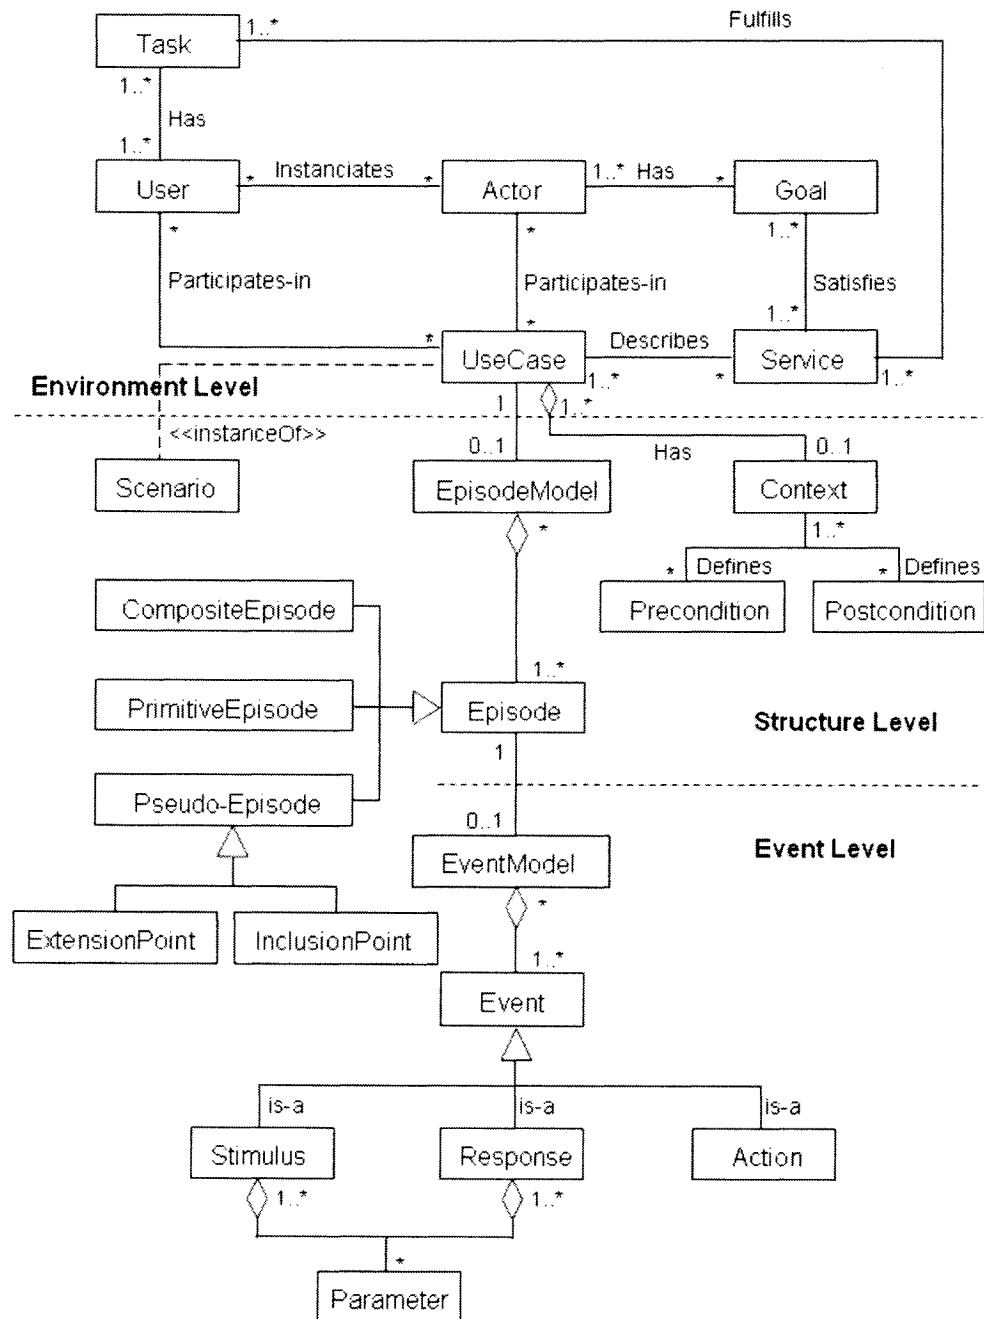 1..*
Fulfills
Task
1..*
Has
1..*
User
*
Instanciates
*
Actor
1..*
Has
*
Goal
*
*
1..*
Participates-in
Participates-in
Satisfies
*
*
1..*
UseCase
Describes
Service
1..*
*
1..*
Environment Level
1
1..*
<<instanceOf>>
0..1
Has
0..1
Scenario
EpisodeModel
Context
*
1..*
*
Defines
*
Defines
CompositeEpisode
Precondition
Postcondition
1..*
PrimitiveEpisode
Episode
Structure Level
1
Pseudo-Episode
0..1
EventModel
Event Level
*
ExtensionPoint
InclusionPoint
1..*
Event
is-a
is-a
is-a
Stimulus
Response
Action
1..*
1..*
*
Parameter